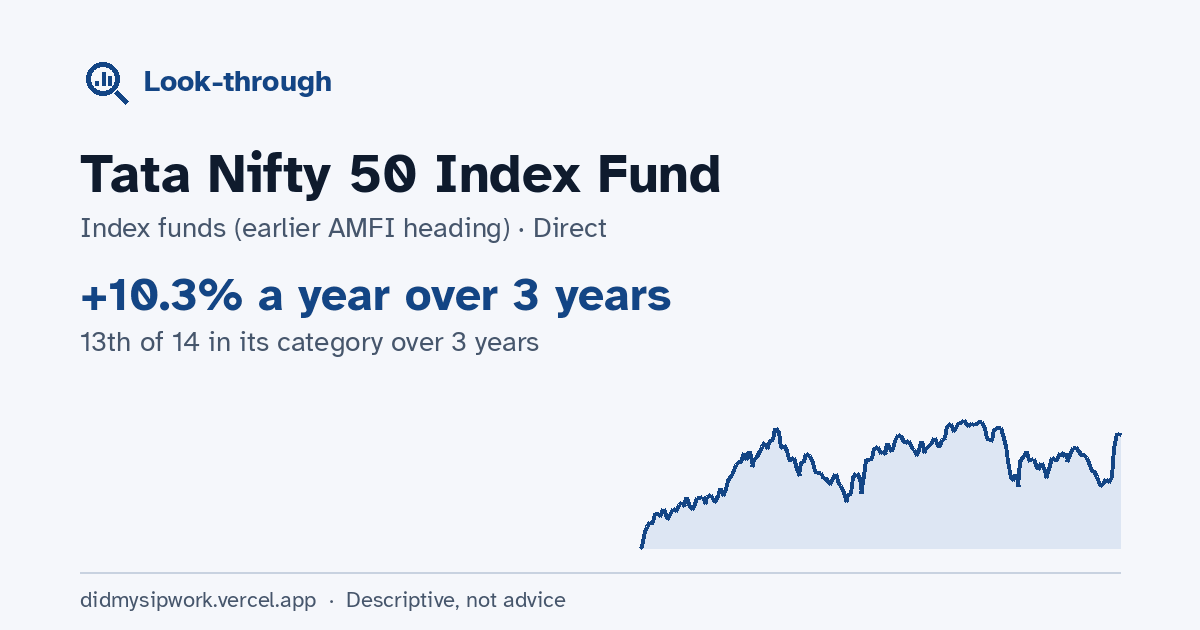 Look-through
Tata Nifty 50 Index Fund
Index funds (earlier AMFI heading) · Direct
+10.3% a year over 3 years
13th of 14 in its category over 3 years
didmysipwork.vercel.app · Descriptive, not advice